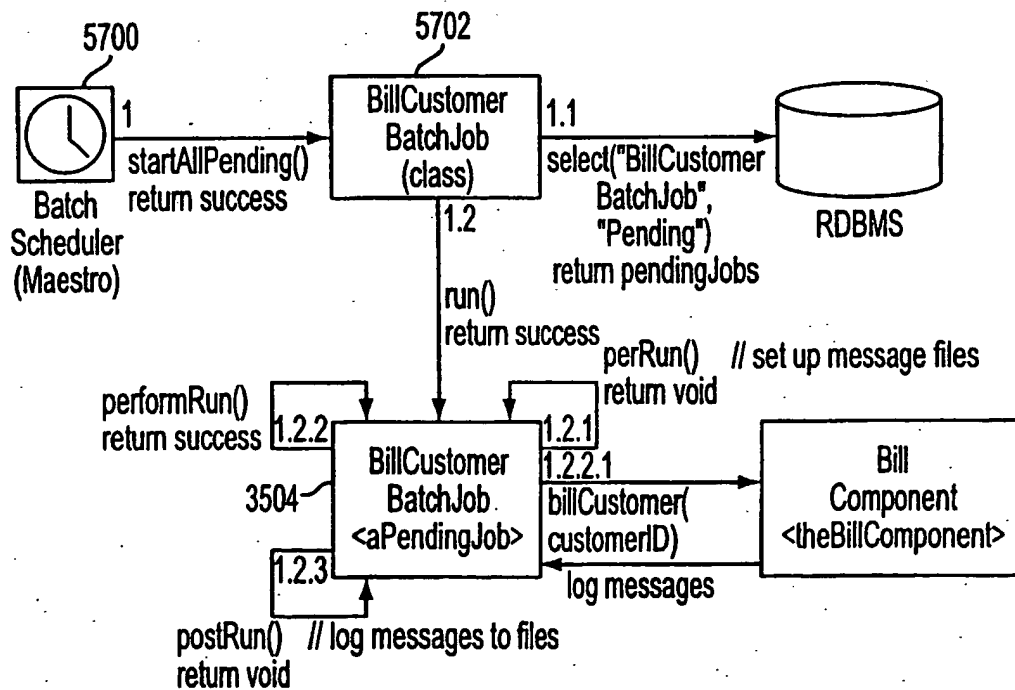 5700
5702
1
startAllPending()
return success
Batch
Scheduler
(Maestro)
BillCustomer
BatchJob
(class)
1.1
select("BillCustomer
BatchJob",
"Pending")
return pendingJobs
RDBMS
1.2
run()
return success
perRun() // set up message files
return void
performRun()
return success
1.2.2
1.2.1
3504
BillCustomer
BatchJob
<aPendingJob>
1.2.2.1
billCustomer(
customerID)
log messages
Bill
Component
<theBillComponent>
1.2.3
postRun() // log messages to files
return void